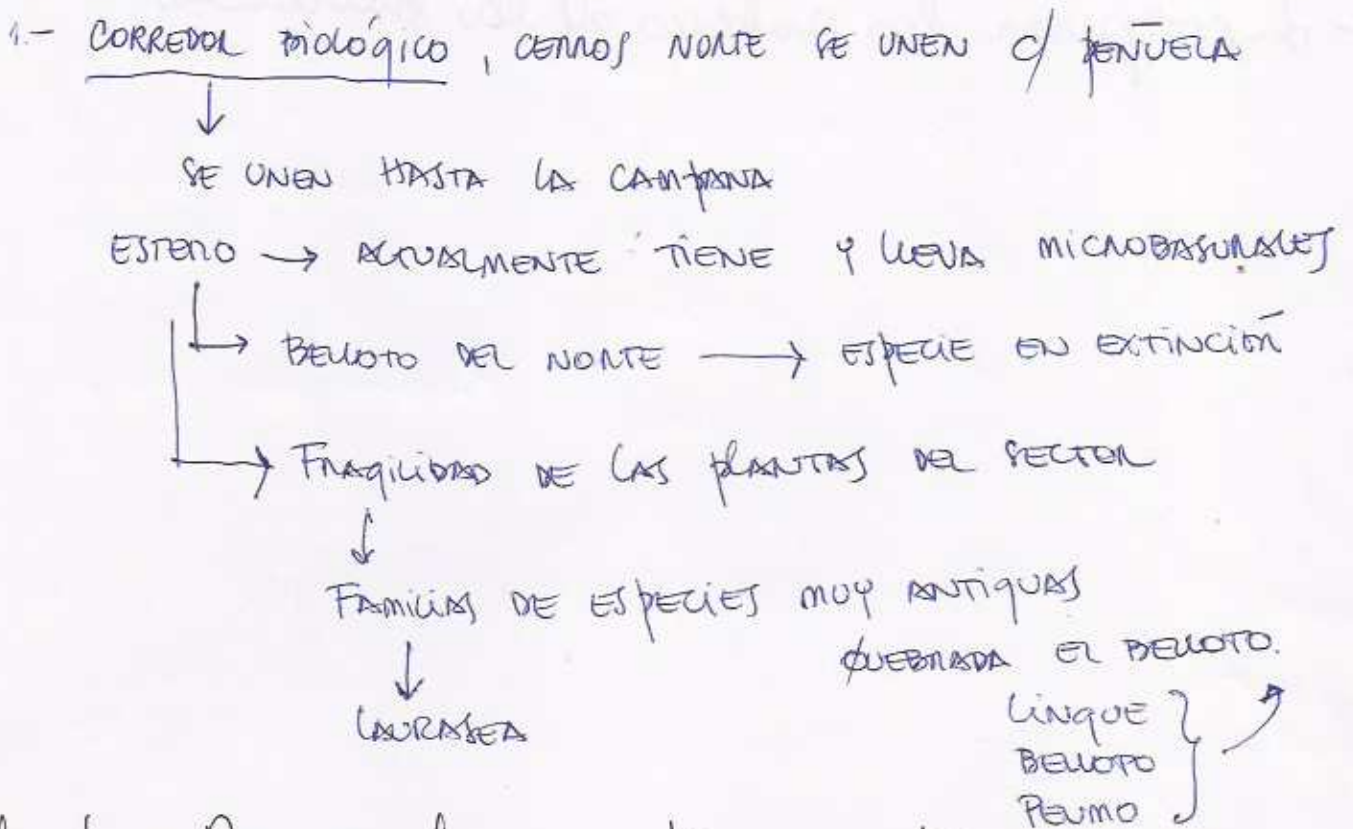 1.- CORREDOR BIOLÓGICO, CERROS NORTE SE UNEN C/ PEÑUELA
↓
SE UNEN HASTA LA CAMPANA
ESTERO → ACTUALMENTE TIENE Y LLEVA MICROBASURALES
→ BELLOTO DEL NORTE → ESPECIE EN EXTINCIÓN
→ FRAGILIDAD DE LAS PLANTAS DEL SECTOR
↓
FAMILIAS DE ESPECIES MUY ANTIGUAS
QUEBRADA EL BELLOTO.
↓
LAURASEA
LINGUE
BELLOTO
PEUMO